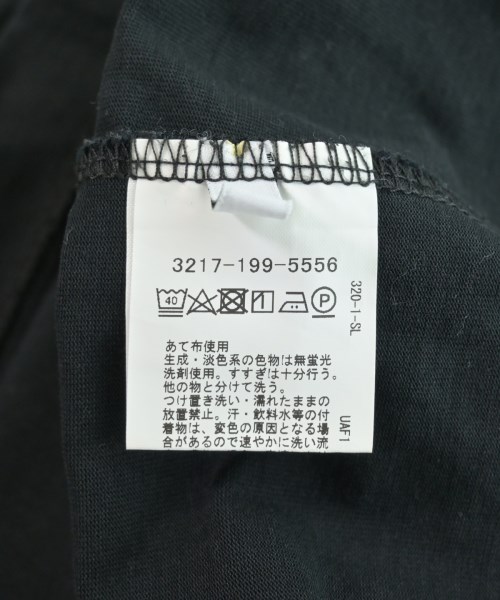 3217-199-5556
40
P
あて布使用
生成・淡色系の色物は無蛍光
洗剤使用。すすぎは十分行う。
他の物と分けて洗う。
つけ置き洗い・濡れたままの
放置禁止。汗・飲料水等の付
着物は、変色の原因となる場
合があるので速やかに洗い流
320-1-SL
UAF1